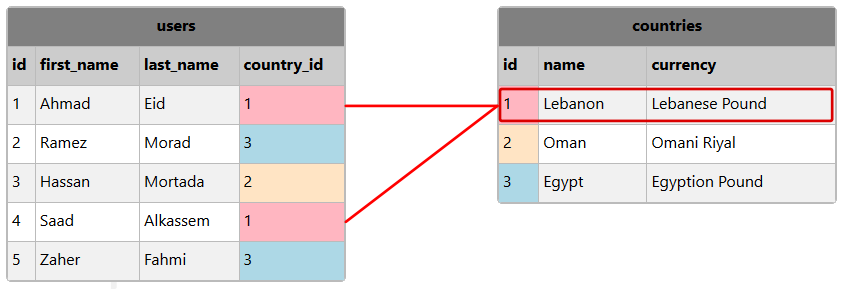 users
id first_name last_name country_id
1 Ahmad Eid 1
2 Ramez Morad 3
3 Hassan Mortada 2
4 Saad Alkassem 1
5 Zaher Fahmi 3
countries
id name currency
1 Lebanon Lebanese Pound
2 Oman Omani Riyal
3 Egypt Egyption Pound